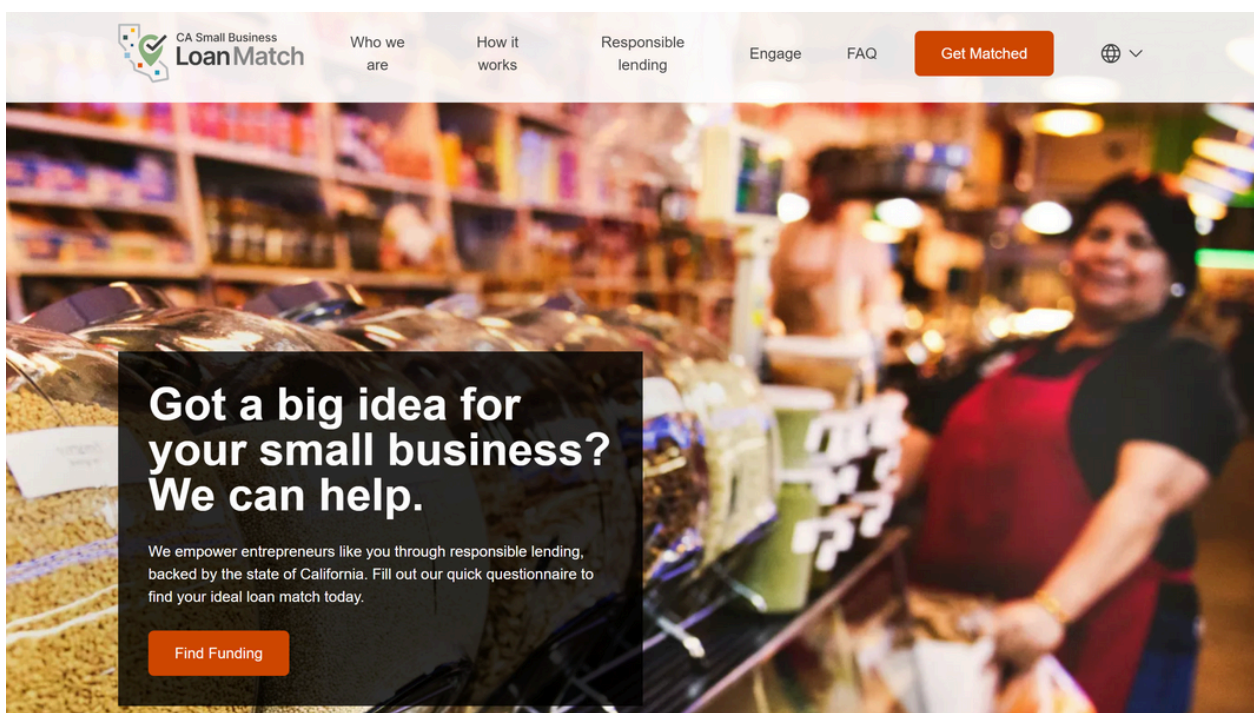 CA Small Business
LoanMatch
Who we
are
How it
works
Responsible
lending
Engage
FAQ
Get Matched
Got a big idea for
your small business?
We can help.
We empower entrepreneurs like you through responsible lending,
backed by the state of California. Fill out our quick questionnaire to
find your ideal loan match today.
Find Funding